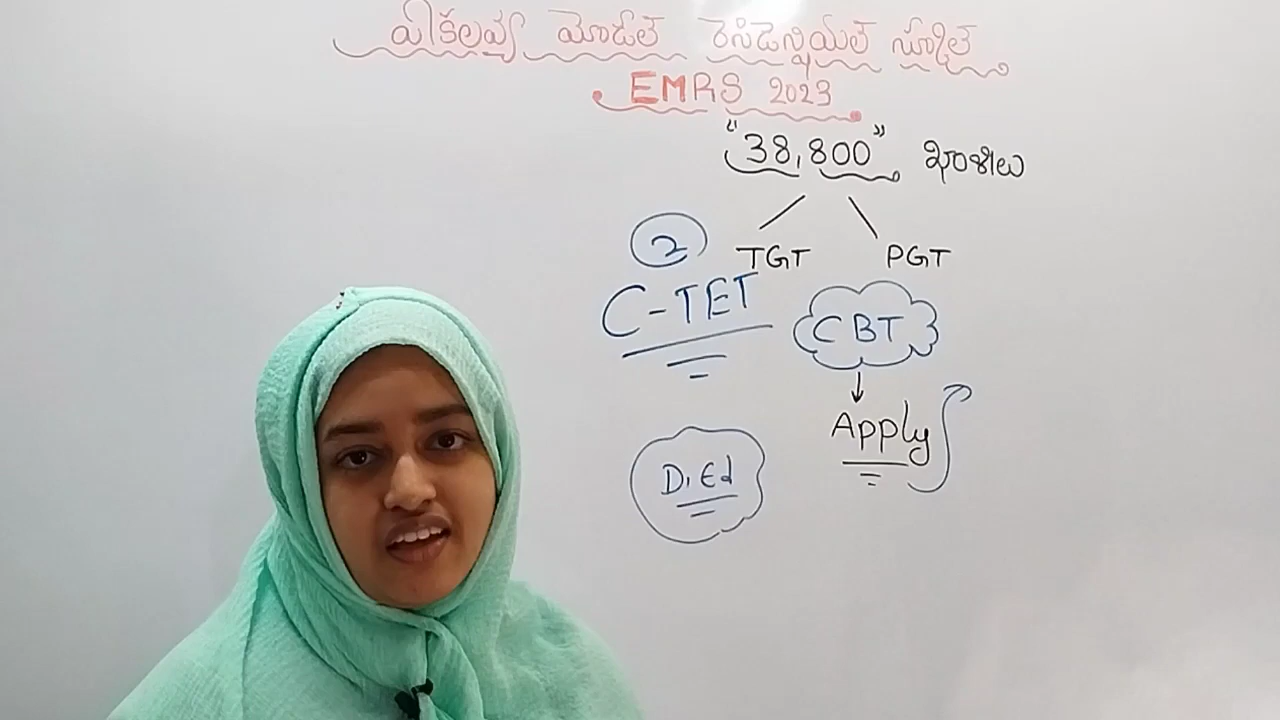 ఏకలవ్య మోడల్ రెసిడెన్షియల్ స్కూల్
EMRS 2023
"38,800" ఖాళీలు
TGT PGT
2
C-TET
CBT
Apply
D.Ed